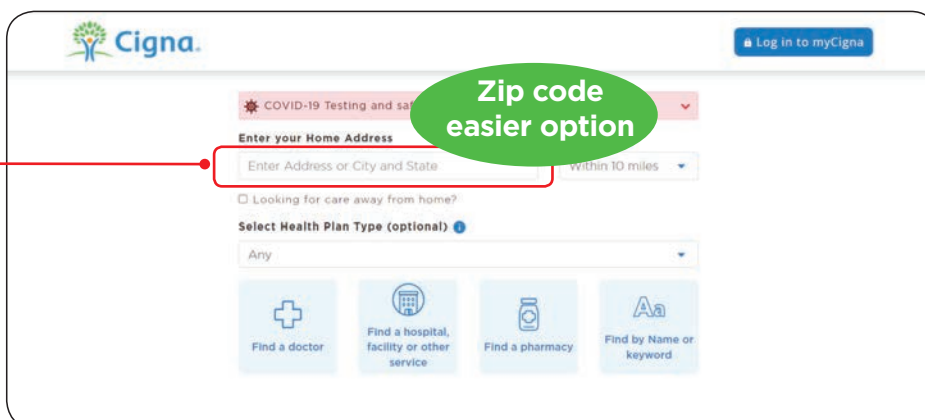 Cigna.
Log in to myCigna
Zip code
easier option
COVID-19 Testing and
Enter your Home Address
Enter Address or City and State
Within 10 miles
Looking for care away from home?
Select Health Plan Type (optional)
Any
Find a doctor
Find a hospital,
facility or other
service
Find a pharmacy
Aa
Find by Name or
keyword